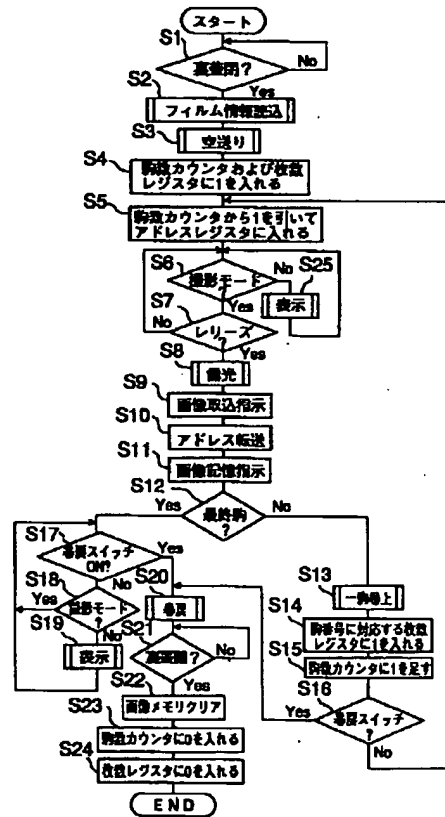 スタート
S1
裏蓋閉?
No
Yes
S2
フィルム情報読込
S3
空送り
S4
駒数カウンタおよび枚数
レジスタに1を入れる
S5
駒数カウンタから1を引いて
アドレスレジスタに入れる
S6
撮影モード
?
No
S25
表示
Yes
S7
レリーズ
?
No
Yes
S8
露光
S9
画像取込指示
S10
アドレス転送
S11
画像記憶指示
S12
最終駒
?
Yes
No
S17
巻戻スイッチ
ON?
Yes
No
S18
撮影モード
?
Yes
No
S19
表示
S20
巻戻
S21
裏蓋開?
No
Yes
S22
画像メモリクリア
S23
駒数カウンタに0を入れる
S24
枚数レジスタに0を入れる
END
S13
一駒巻上
S14
駒番号に対応する枚数
レジスタに1を入れる
S15
駒数カウンタに1を足す
S16
巻戻スイッチ
?
Yes
No